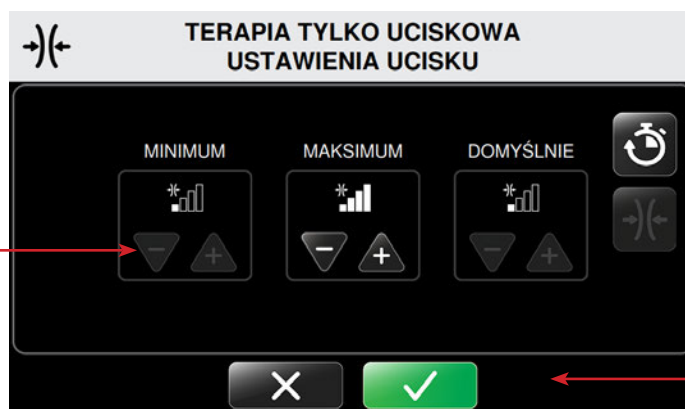 TERAPIA TYLKO UCISKOWA
USTAWIENIA UCISKU
MINIMUM MAKSIMUM DOMYŚLNIE